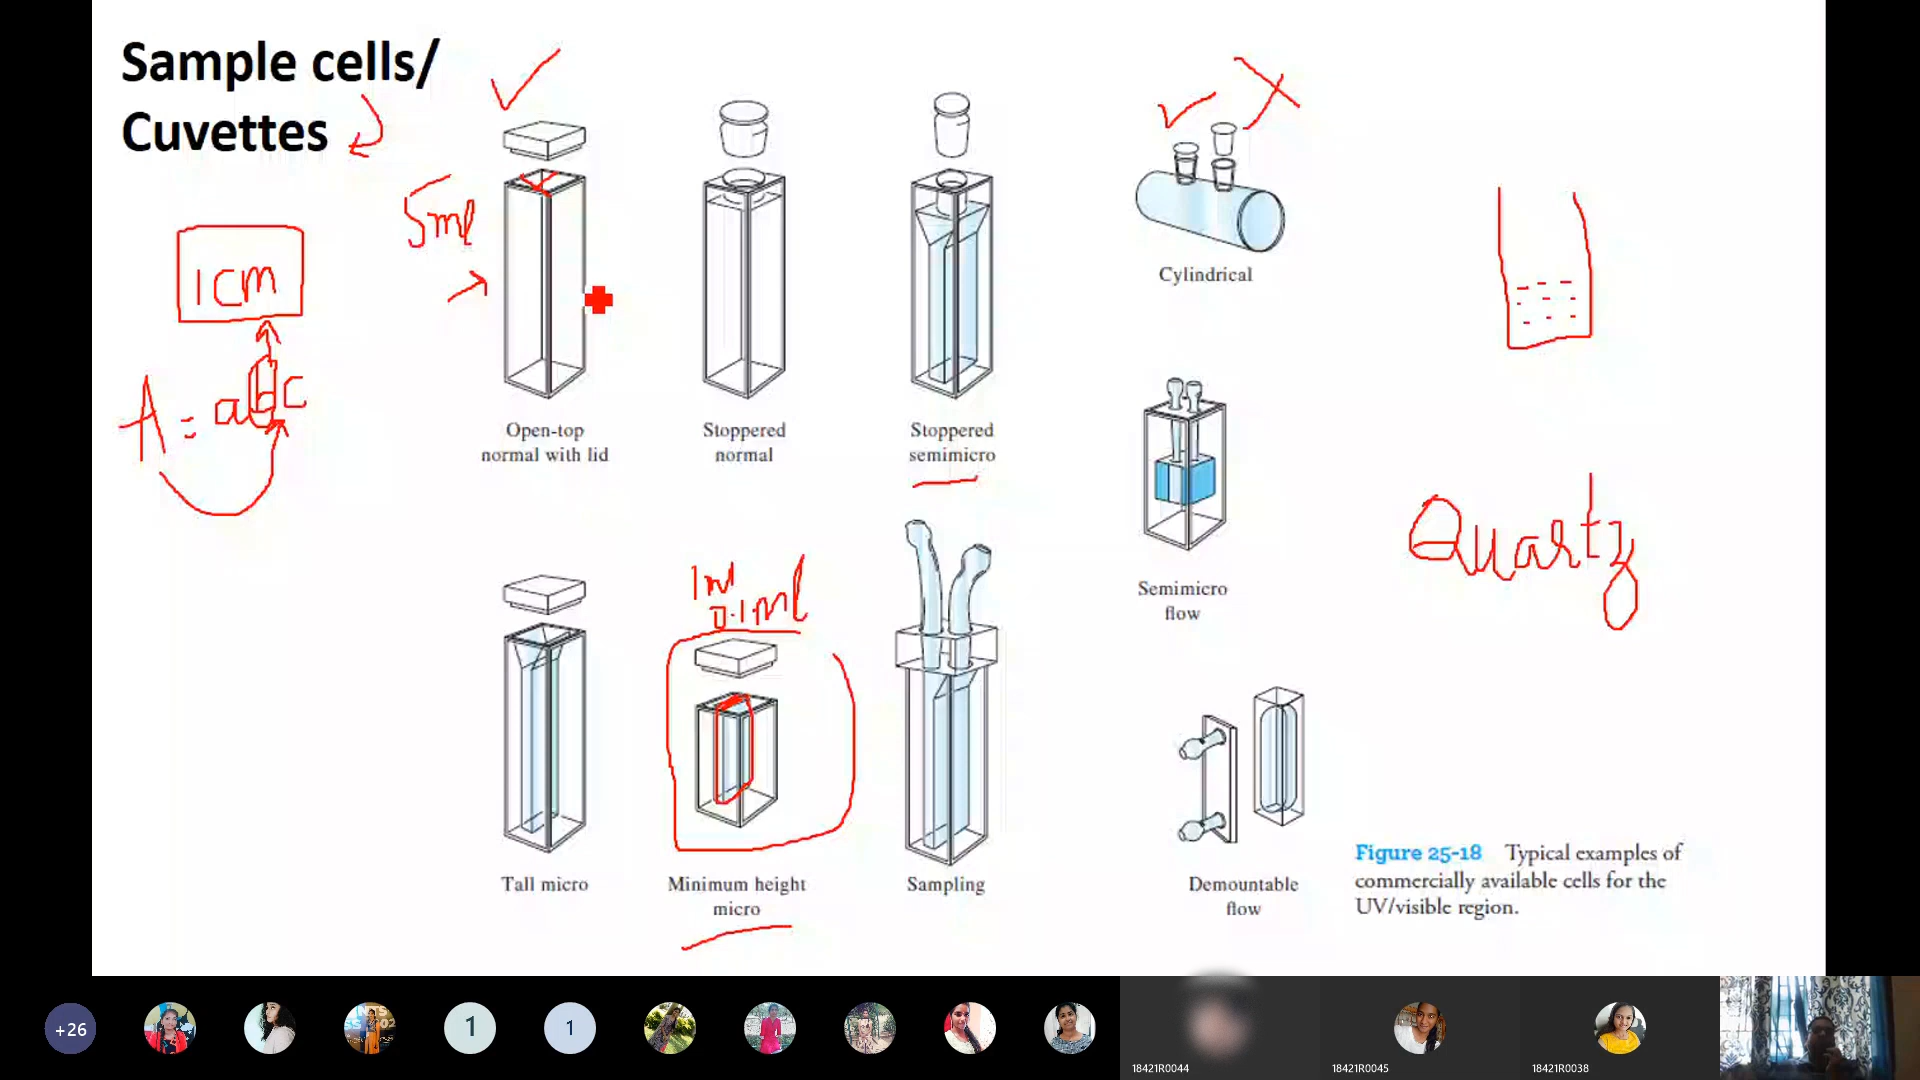 Sample cells/
Cuvettes
5ml
1cm
A = abc
Open-top
normal with lid
Stoppered
normal
Stoppered
semimicro
Cylindrical
Semimicro
flow
Quartz
1ml
0.1ml
Tall micro
Minimum height
micro
Sampling
Demountable
flow
Figure 25-18 Typical examples of
commercially available cells for the
UV/visible region.
+26
1
1
18421R0044
18421R0045
18421R0038